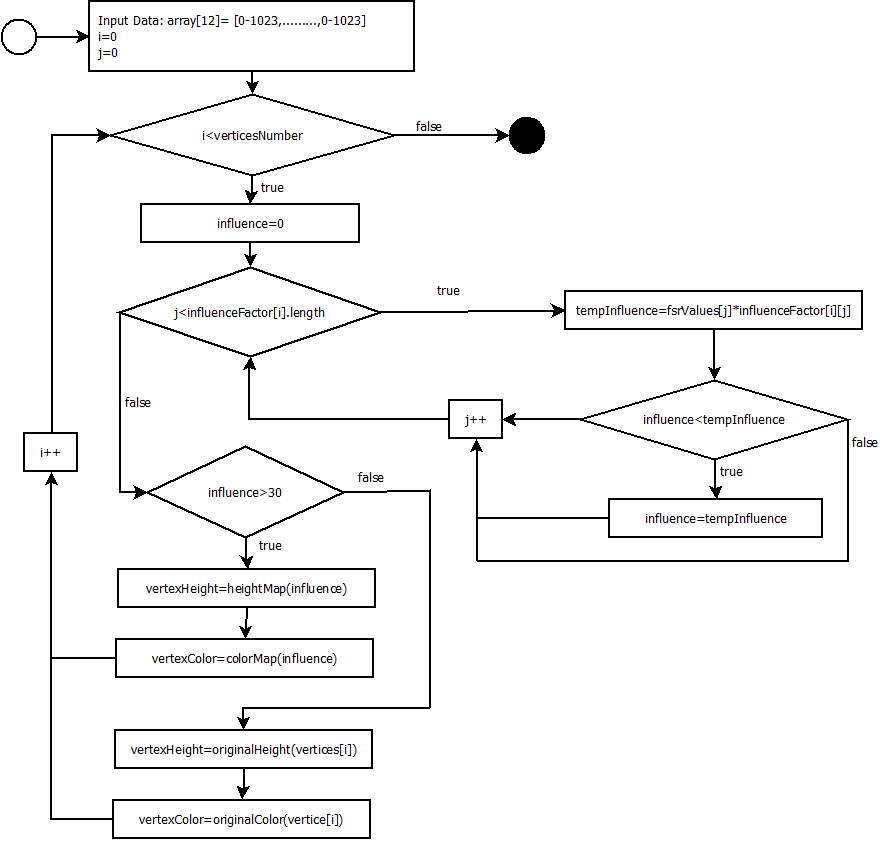 Input Data: array[12]= [0-1023,.........,0-1023]
i=0
j=0
i<verticesNumber
false
true
influence=0
j<influenceFactor[i].length
true
tempInfluence=fsrValues[j]*influenceFactor[i][j]
false
j++
influence<tempInfluence
false
i++
true
influence>30
false
influence=tempInfluence
true
vertexHeight=heightMap(influence)
vertexColor=colorMap(influence)
vertexHeight=originalHeight(vertices[i])
vertexColor=originalColor(vertice[i])